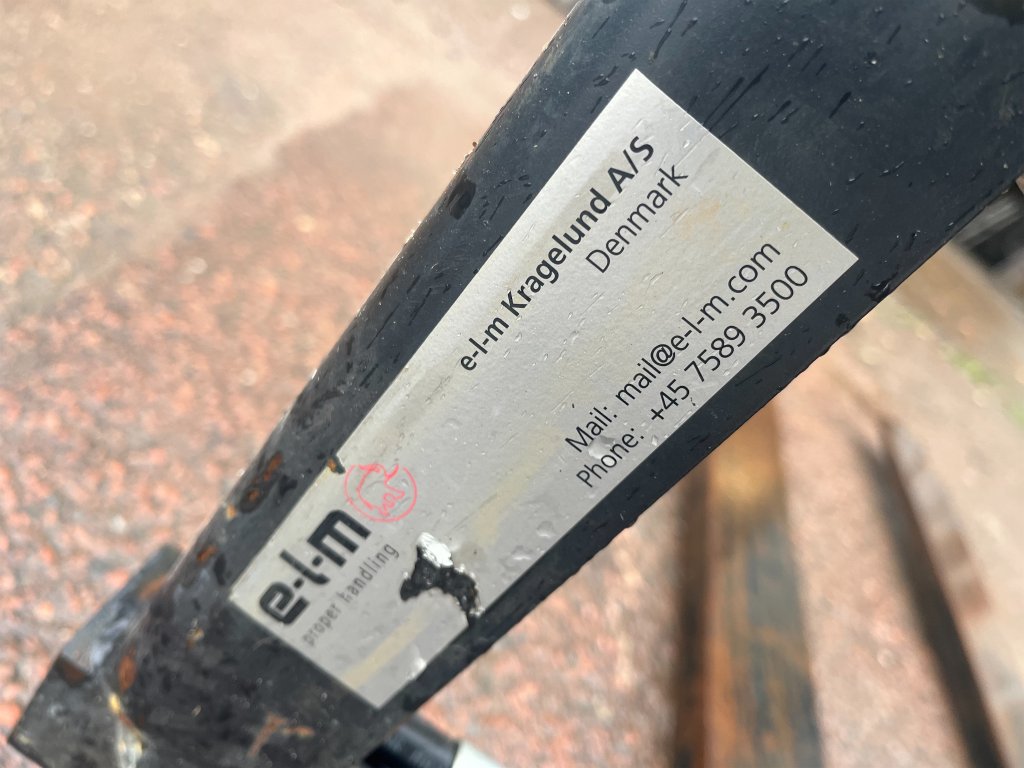 e-l-m Kragelund A/S
Denmark
Mail: mail@e-l-m.com
Phone: +45 7589 3500
e-l-m
proper handling